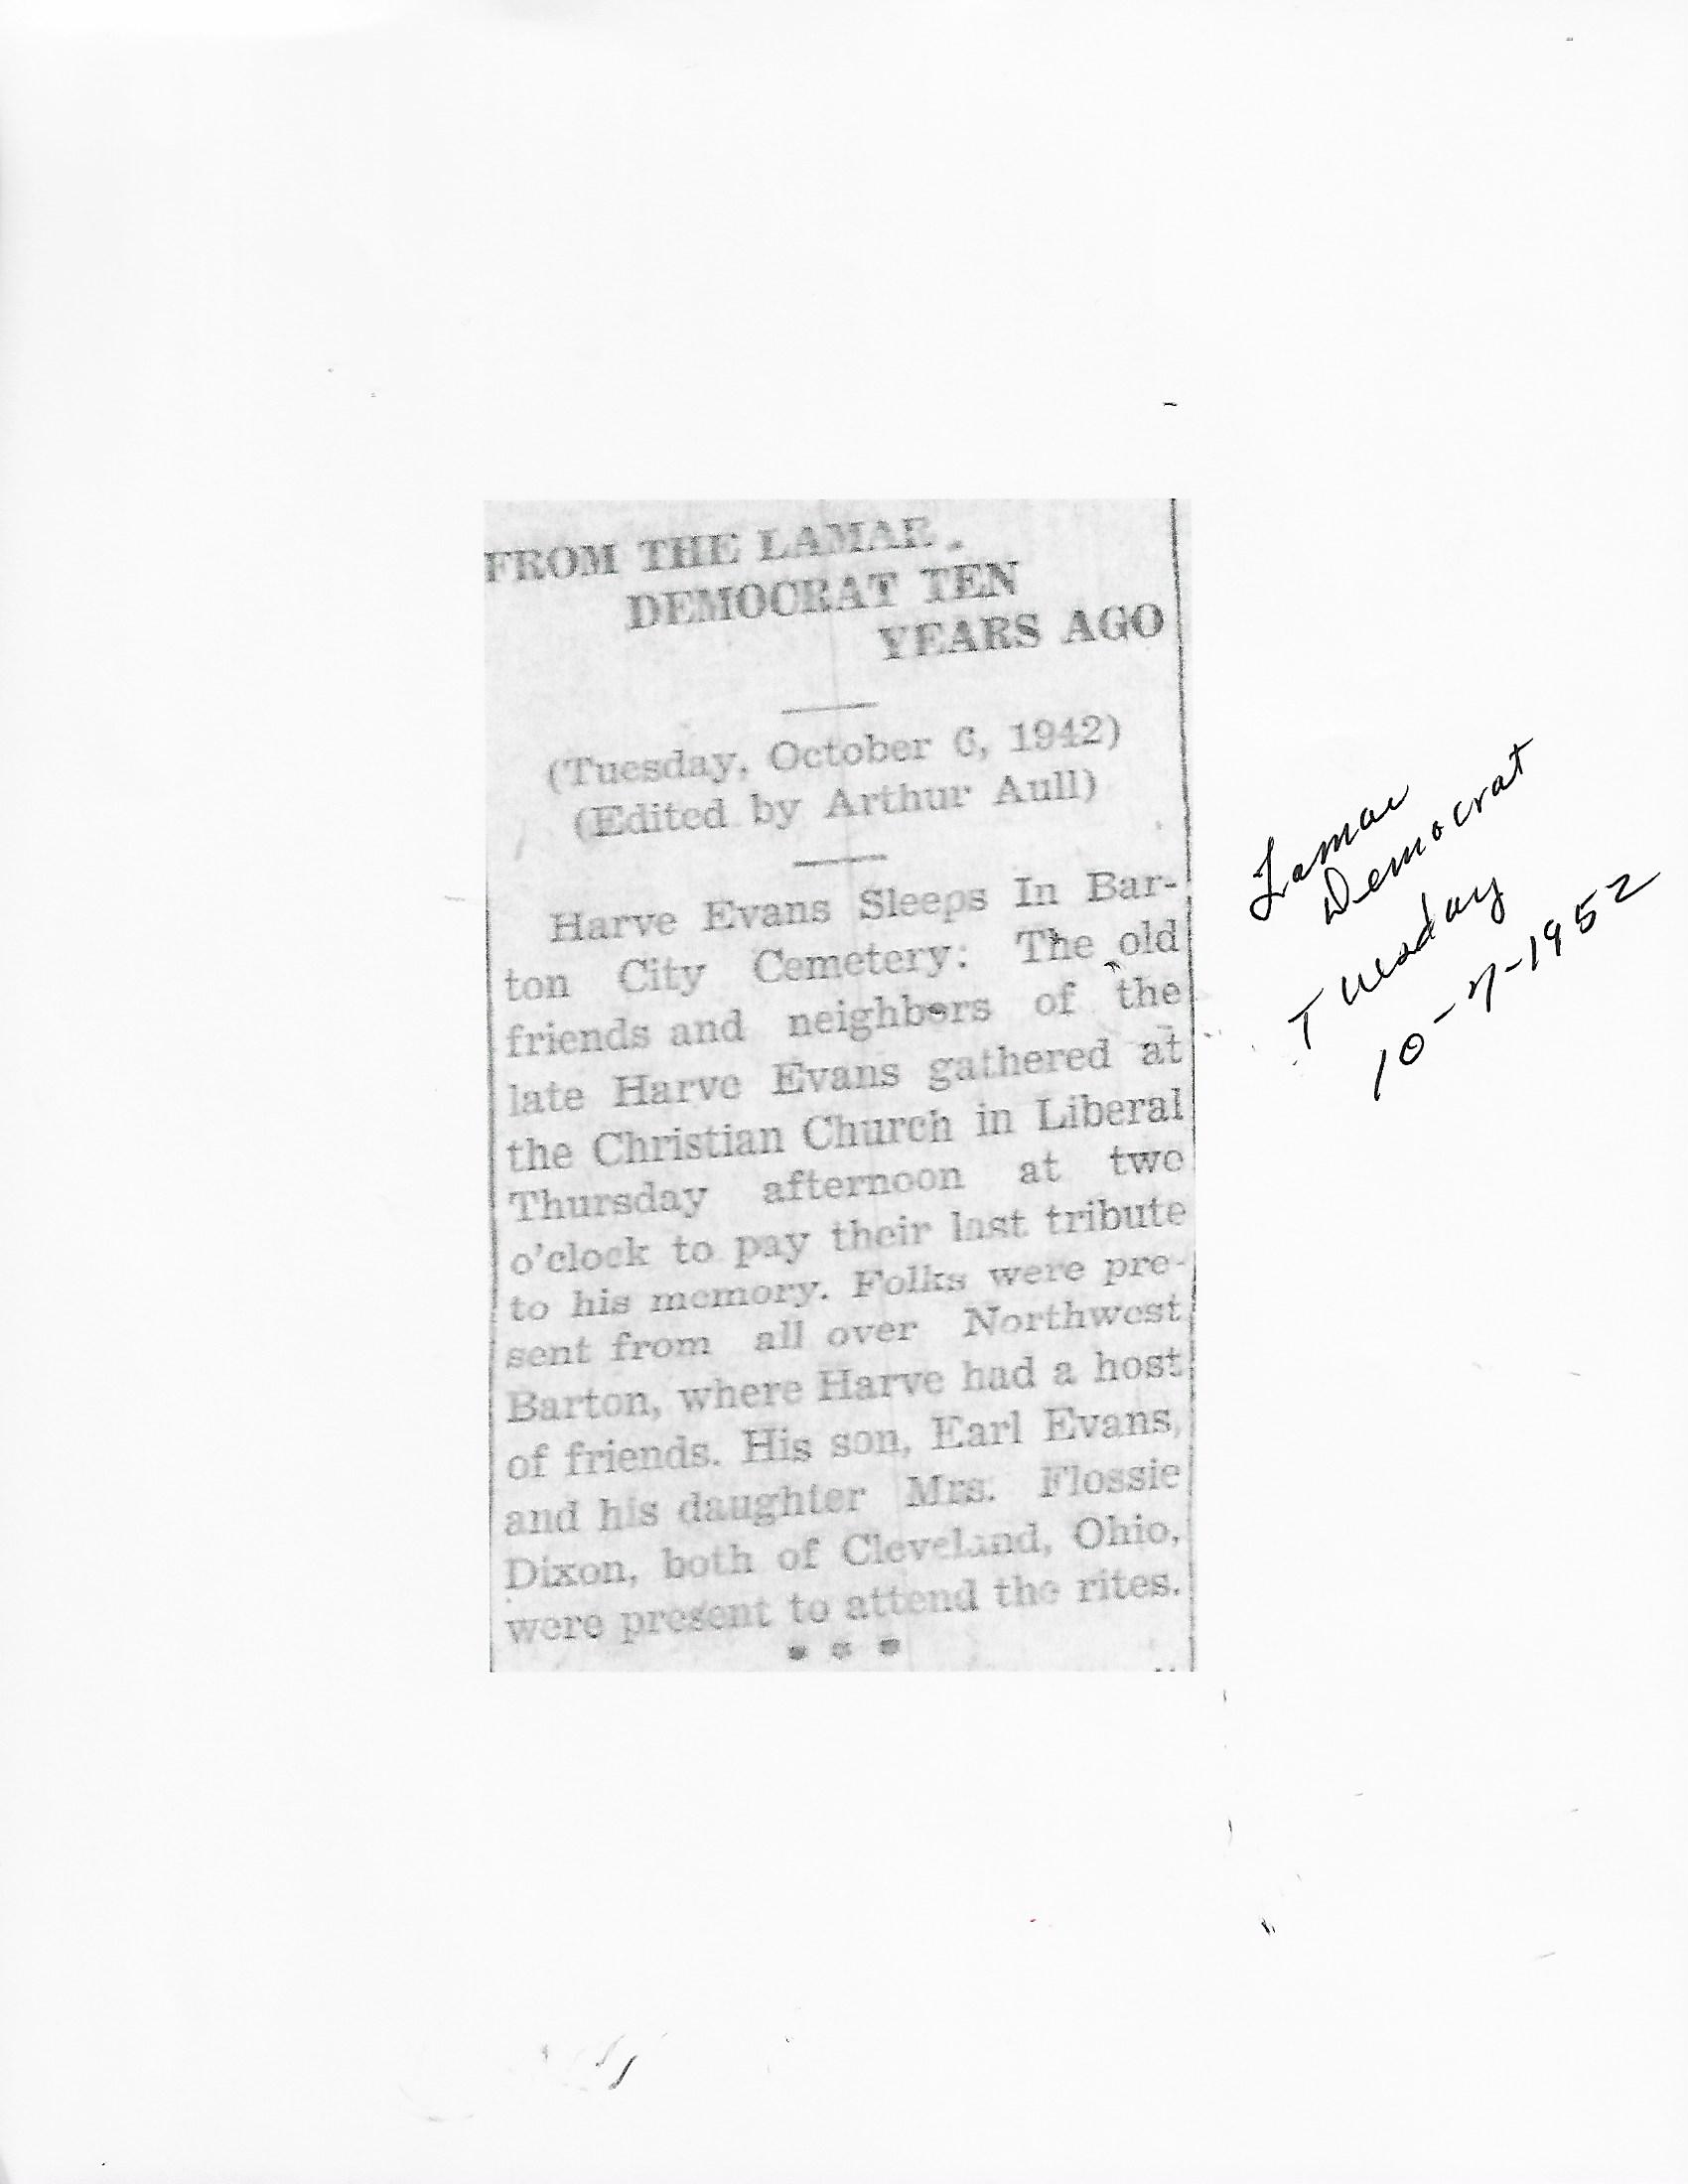 FROM THE LAMAR
DEMOCRAT TEN
YEARS AGO
(Tuesday, October 6, 1942)
(Edited by Arthur Aull)
Harve Evans Sleeps In Bar-
ton City Cemetery: The old
friends and neighbors of the
late Harve Evans gathered at
the Christian Church in Liberal
Thursday afternoon at two
o'clock to pay their last tribute
to his memory. Folks were pre-
sent from all over Northwest
Barton, where Harve had a host
of friends. His son, Earl Evans,
and his daughter Mrs. Flossie
Dixon, both of Cleveland, Ohio,
were present to attend the rites.
Lamar
Democrat
Tuesday
10-7-1952